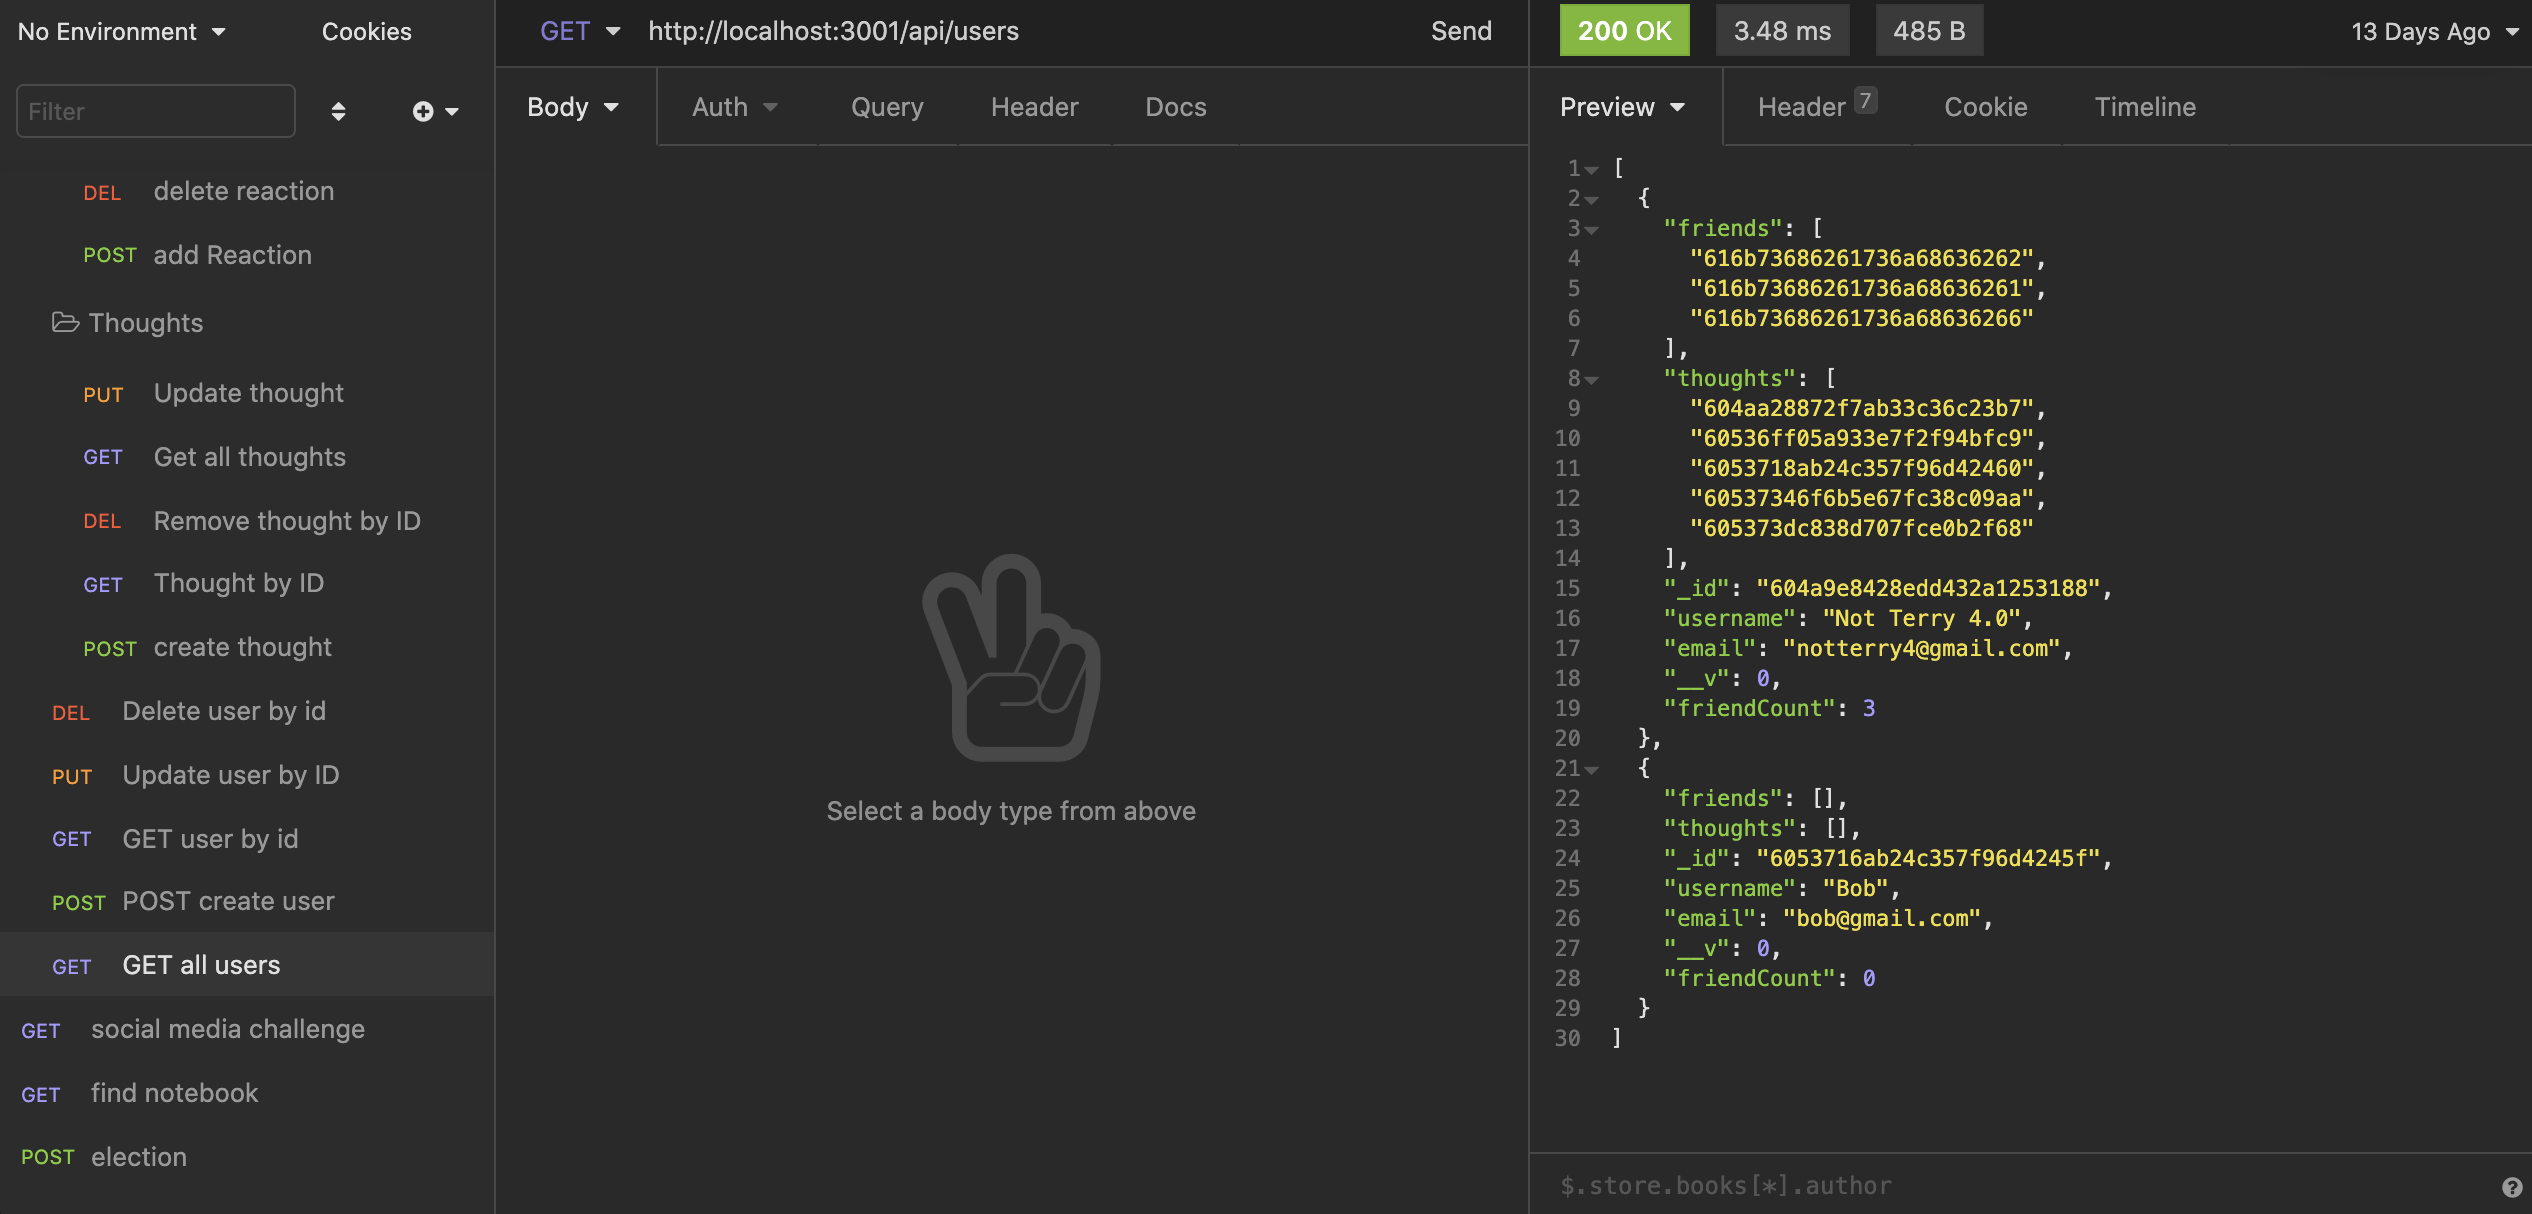 No Environment
Cookies
Filter
DEL delete reaction
POST add Reaction
Thoughts
PUT Update thought
GET Get all thoughts
DEL Remove thought by ID
GET Thought by ID
POST create thought
DEL Delete user by id
PUT Update user by ID
GET GET user by id
POST POST create user
GET GET all users
GET social media challenge
GET find notebook
POST election
GET http://localhost:3001/api/users Send
Body Auth Query Header Docs
Select a body type from above
200 OK 3.48 ms 485 B 13 Days Ago
Preview Header 7 Cookie Timeline
1 [
2 {
3 "friends": [
4 "616b73686261736a68636262",
5 "616b73686261736a68636261",
6 "616b73686261736a68636266"
7 ],
8 "thoughts": [
9 "604aa28872f7ab33c36c23b7",
10 "60536ff05a933e7f2f94bfc9",
11 "6053718ab24c357f96d42460",
12 "60537346f6b5e67fc38c09aa",
13 "605373dc838d707fce0b2f68"
14 ],
15 "_id": "604a9e8428edd432a1253188",
16 "username": "Not Terry 4.0",
17 "email": "notterry4@gmail.com",
18 "__v": 0,
19 "friendCount": 3
20 },
21 {
22 "friends": [],
23 "thoughts": [],
24 "_id": "6053716ab24c357f96d4245f",
25 "username": "Bob",
26 "email": "bob@gmail.com",
27 "__v": 0,
28 "friendCount": 0
29 }
30 ]
$.store.books[*].author